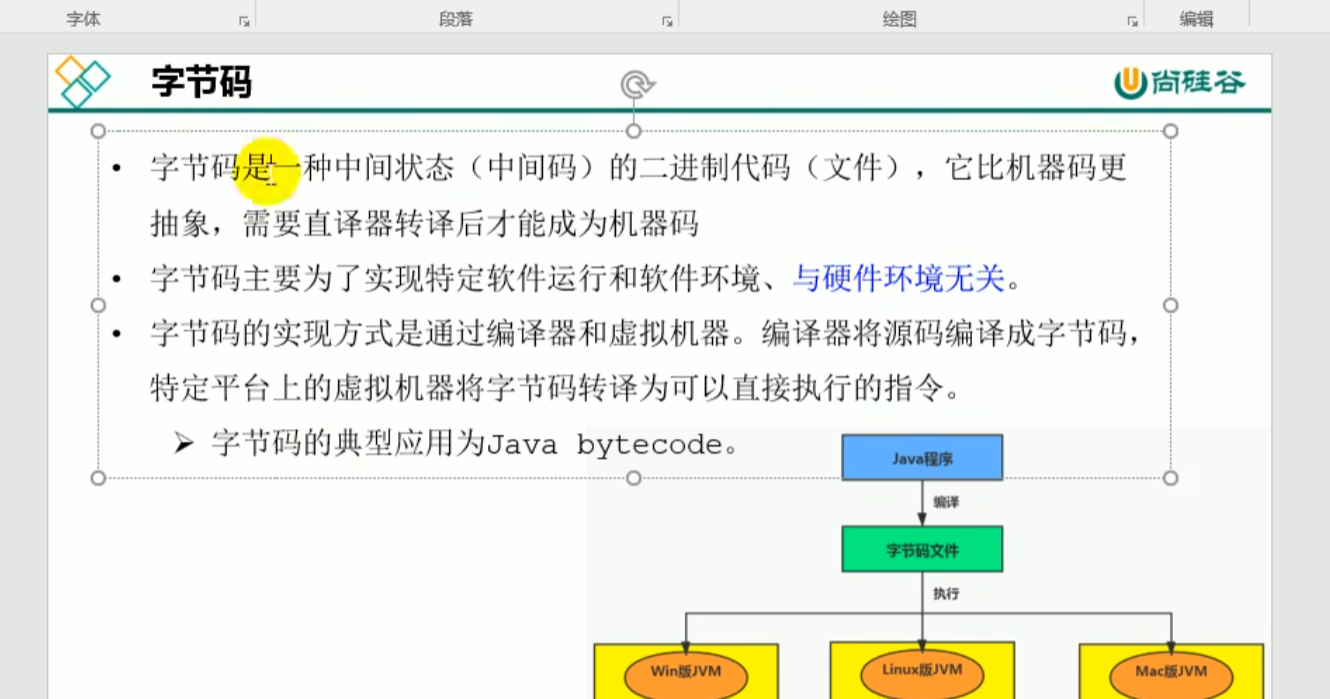 字体 段落 绘图 编辑
字节码
尚硅谷
• 字节码是一种中间状态（中间码）的二进制代码（文件），它比机器码更
抽象，需要直译器转译后才能成为机器码
• 字节码主要为了实现特定软件运行和软件环境、与硬件环境无关。
• 字节码的实现方式是通过编译器和虚拟机器。编译器将源码编译成字节码，
特定平台上的虚拟机器将字节码转译为可以直接执行的指令。
➢ 字节码的典型应用为Java bytecode。
Java程序
编译
字节码文件
执行
Win版JVM Linux版JVM Mac版JVM